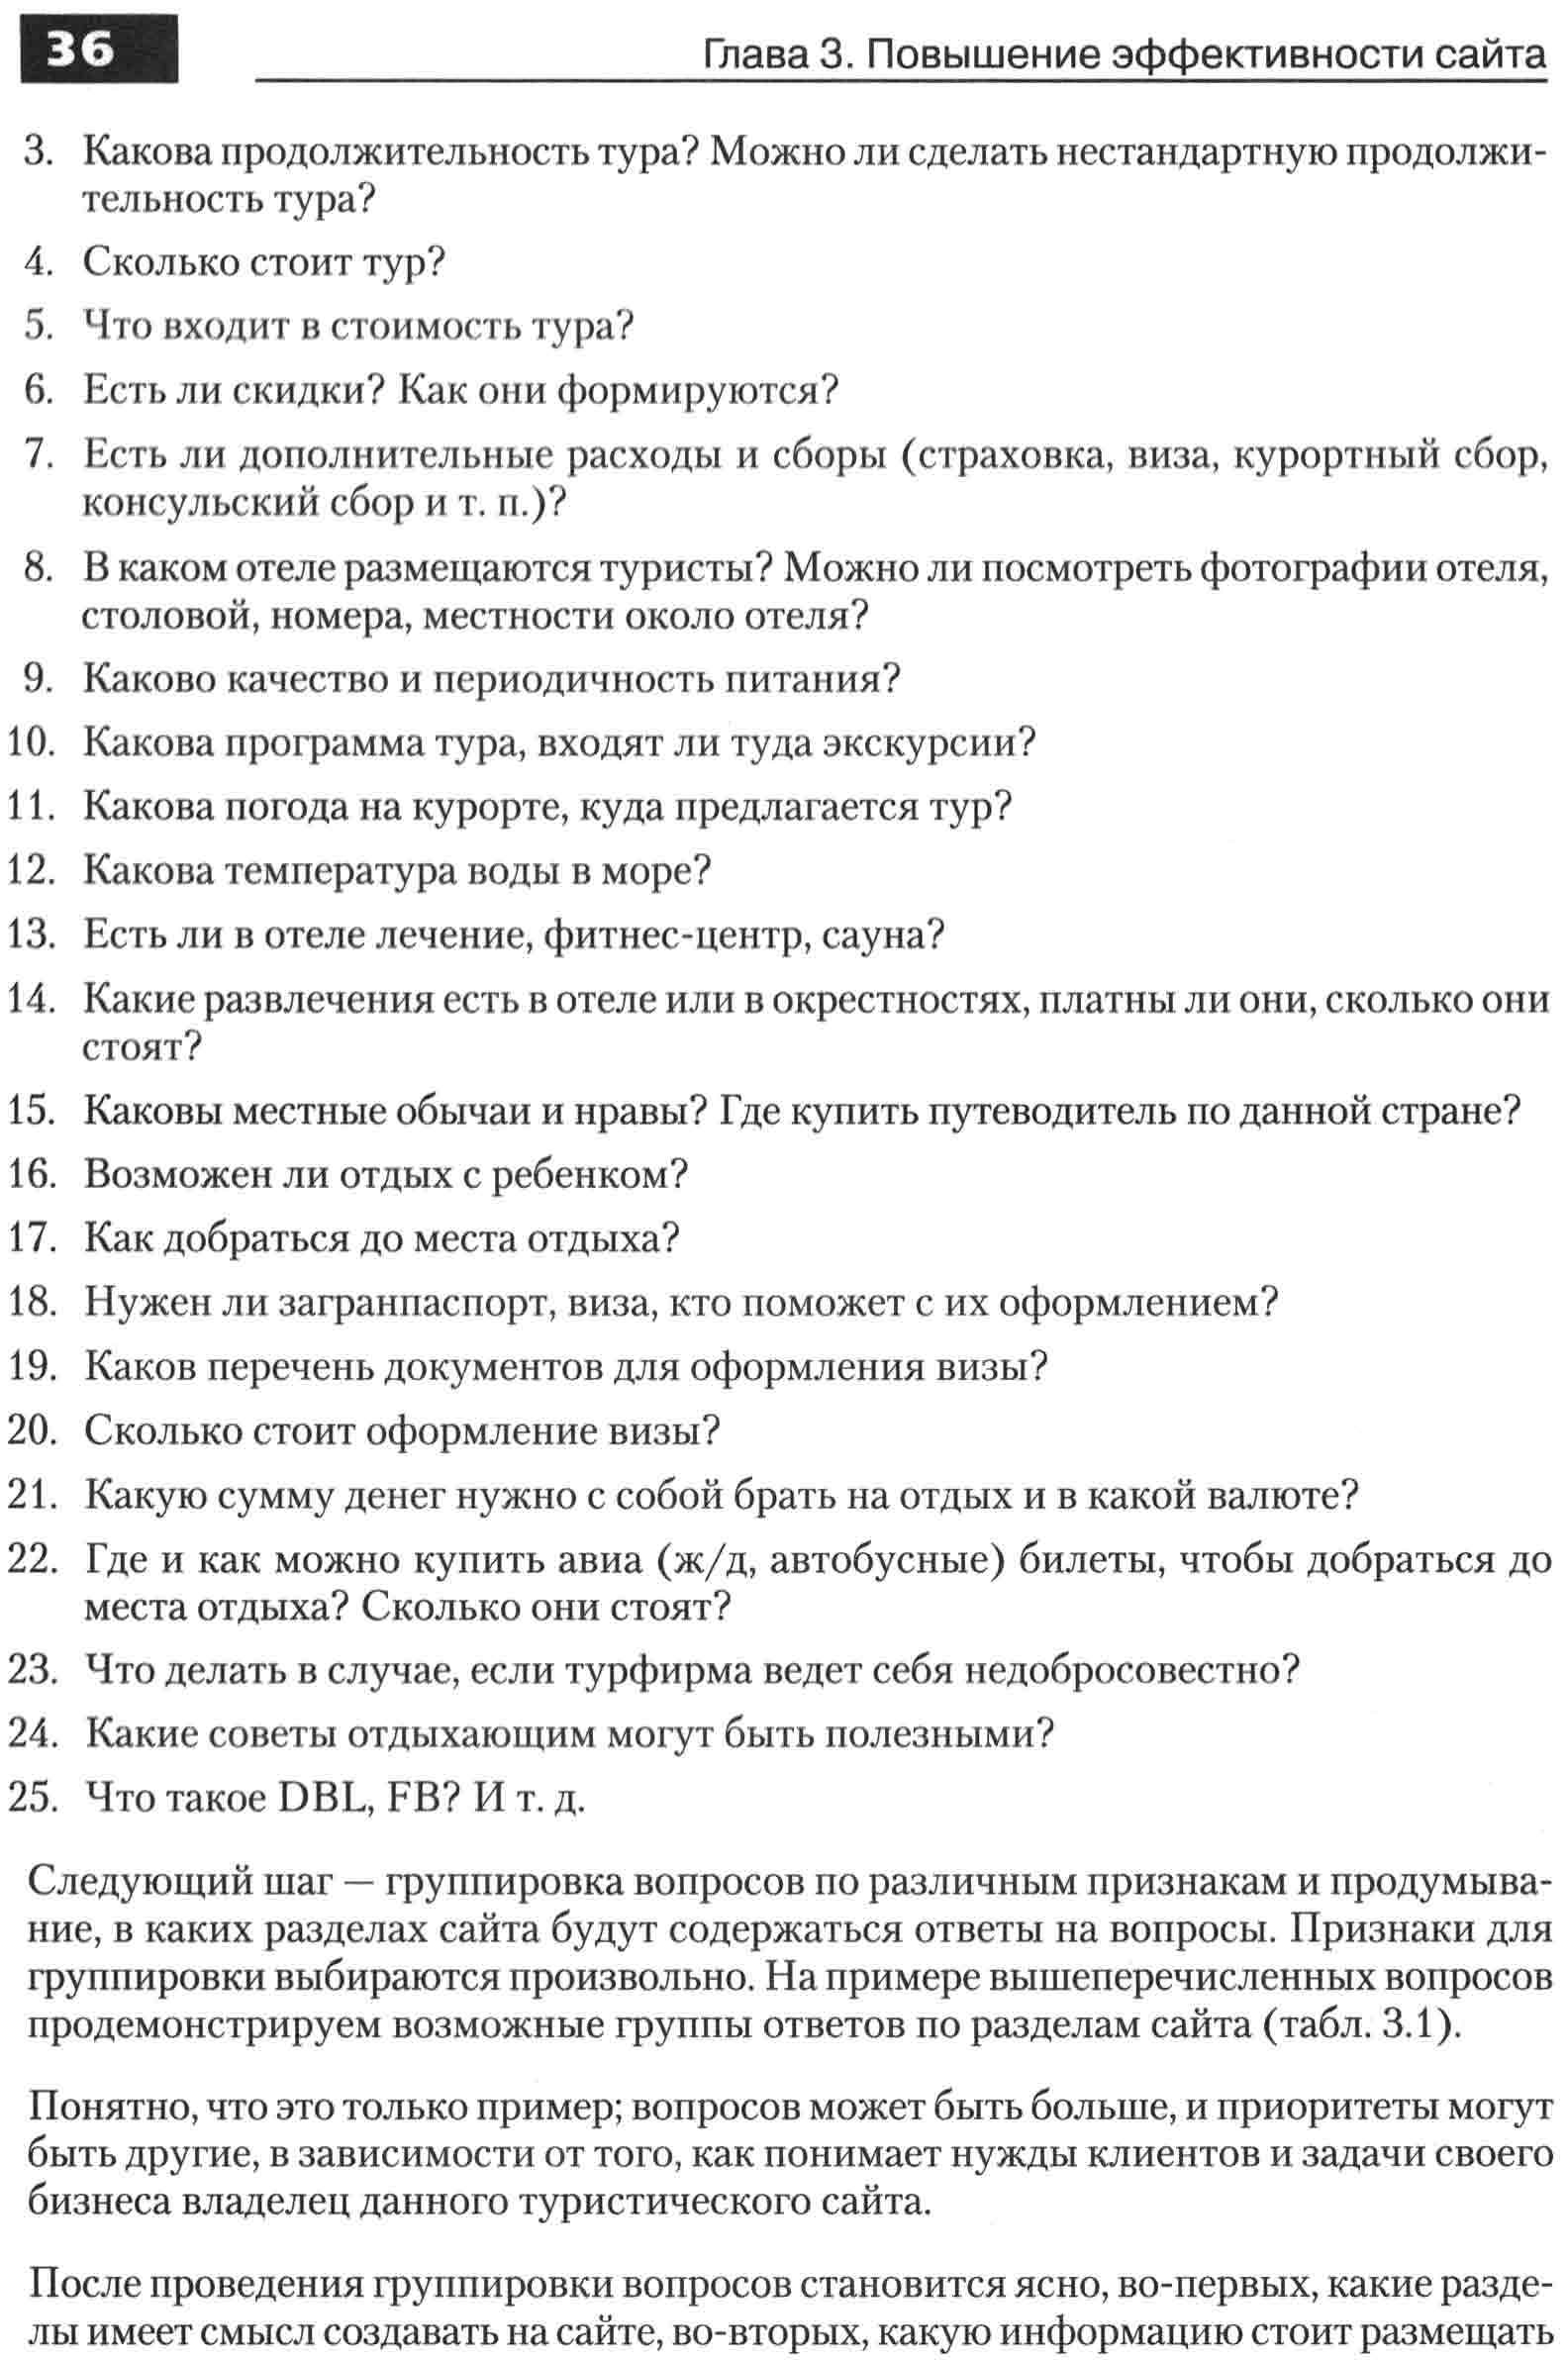 36
Глава 3. Повышение эффективности сайта
3. Какова продолжительность тура? Можно ли сделать нестандартную продолжи-
тельность тура?
4. Сколько стоит тур?
5. Что входит в стоимость тура?
6. Есть ли скидки? Как они формируются?
7. Есть ли дополнительные расходы и сборы (страховка, виза, курортный сбор,
консульский сбор и т. п.)?
8. В каком отеле размещаются туристы? Можно ли посмотреть фотографии отеля,
столовой, номера, местности около отеля?
9. Каково качество и периодичность питания?
10. Какова программа тура, входят ли туда экскурсии?
11. Какова погода на курорте, куда предлагается тур?
12. Какова температура воды в море?
13. Есть ли в отеле лечение, фитнес-центр, сауна?
14. Какие развлечения есть в отеле или в окрестностях, платны ли они, сколько они
стоят?
15. Каковы местные обычаи и нравы? Где купить путеводитель по данной стране?
16. Возможен ли отдых с ребенком?
17. Как добраться до места отдыха?
18. Нужен ли загранпаспорт, виза, кто поможет с их оформлением?
19. Каков перечень документов для оформления визы?
20. Сколько стоит оформление визы?
21. Какую сумму денег нужно с собой брать на отдых и в какой валюте?
22. Где и как можно купить авиа (ж/д, автобусные) билеты, чтобы добраться до
места отдыха? Сколько они стоят?
23. Что делать в случае, если турфирма ведет себя недобросовестно?
24. Какие советы отдыхающим могут быть полезными?
25. Что такое DBL, FB? И т. д.
Следующий шаг — группировка вопросов по различным признакам и продумыва-
ние, в каких разделах сайта будут содержаться ответы на вопросы. Признаки для
группировки выбираются произвольно. На примере вышеперечисленных вопросов
продемонстрируем возможные группы ответов по разделам сайта (табл. 3.1).
Понятно, что это только пример; вопросов может быть больше, и приоритеты могут
быть другие, в зависимости от того, как понимает нужды клиентов и задачи своего
бизнеса владелец данного туристического сайта.
После проведения группировки вопросов становится ясно, во-первых, какие разде-
лы имеет смысл создавать на сайте, во-вторых, какую информацию стоит размещать